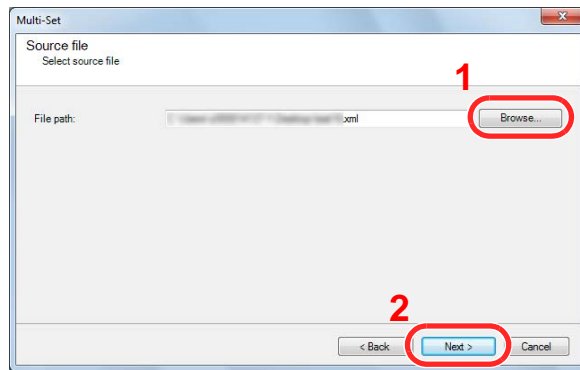 Multi-Set
Source file
Select source file
1
File path:
.xml
Browse...
2
< Back
Next >
Cancel